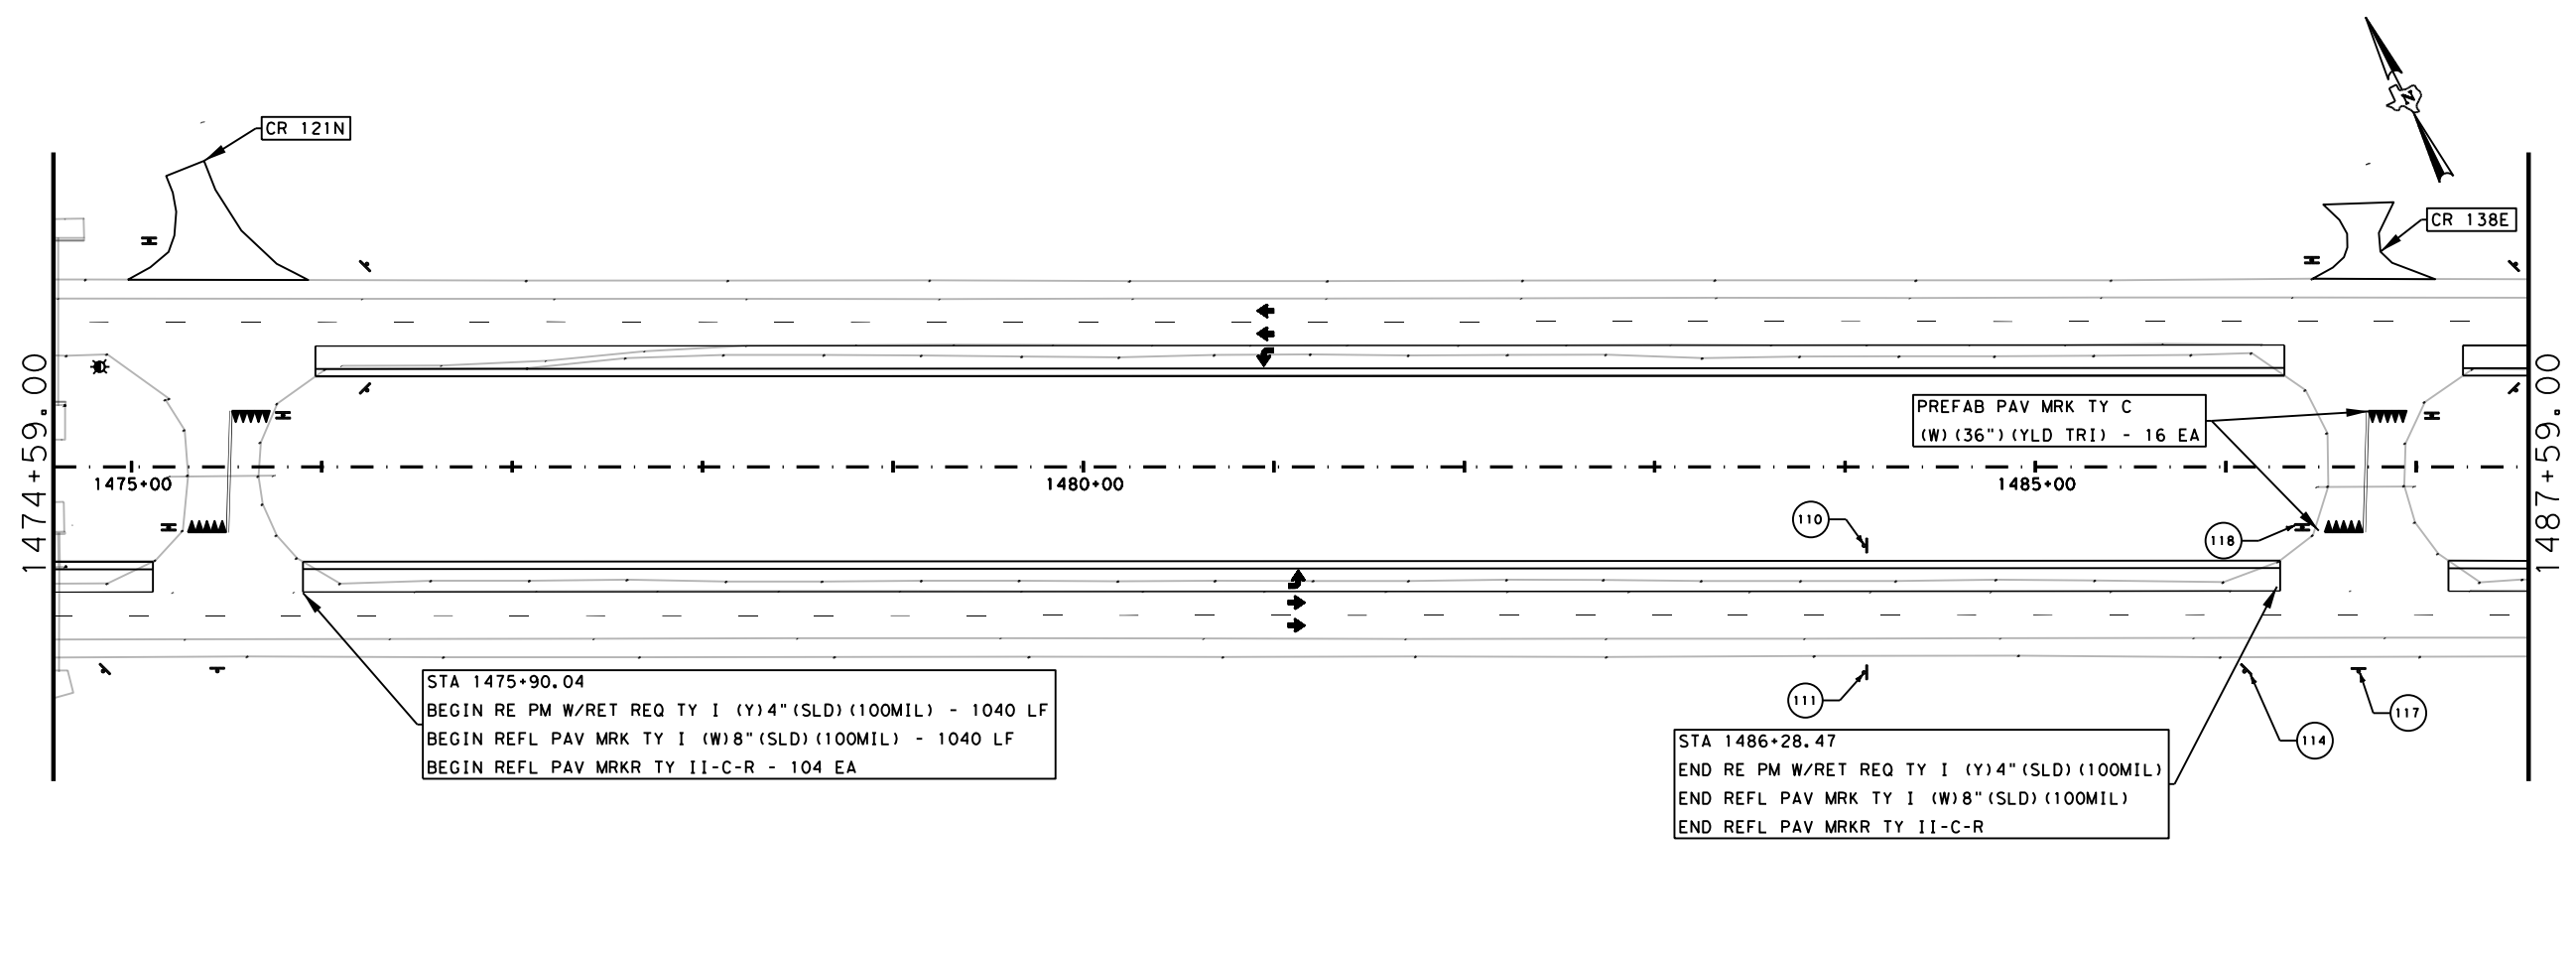 N
CR 121N
CR 138E
1474+59.00
1487+59.00
PREFAB PAV MRK TY C
(W)(36")(YLD TRI) - 16 EA
1475+00
1480+00
1485+00
110
118
STA 1475+90.04
BEGIN RE PM W/RET REQ TY I (Y)4"(SLD)(100MIL) - 1040 LF
BEGIN REFL PAV MRK TY I (W)8"(SLD)(100MIL) - 1040 LF
BEGIN REFL PAV MRKR TY II-C-R - 104 EA
111
117
114
STA 1486+28.47
END RE PM W/RET REQ TY I (Y)4"(SLD)(100MIL)
END REFL PAV MRK TY I (W)8"(SLD)(100MIL)
END REFL PAV MRKR TY II-C-R